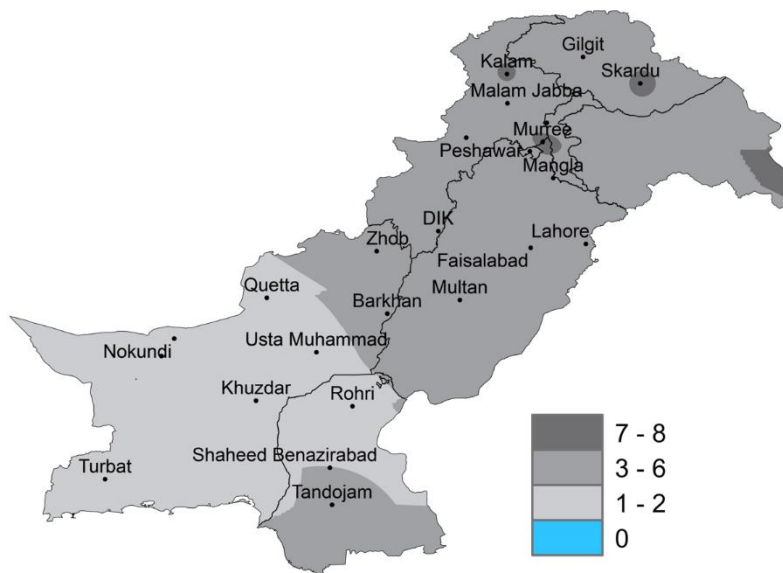 Gilgit
Kalam
Skardu
Malam Jabba
Murree
Peshawar
Mangla
DIK
Zhob
Lahore
Faisalabad
Quetta
Multan
Barkhan
Nokundi
Usta Muhammad
Khuzdar
Rohri
Shaheed Benazirabad
Turbat
Tandojam
7 - 8
3 - 6
1 - 2
0